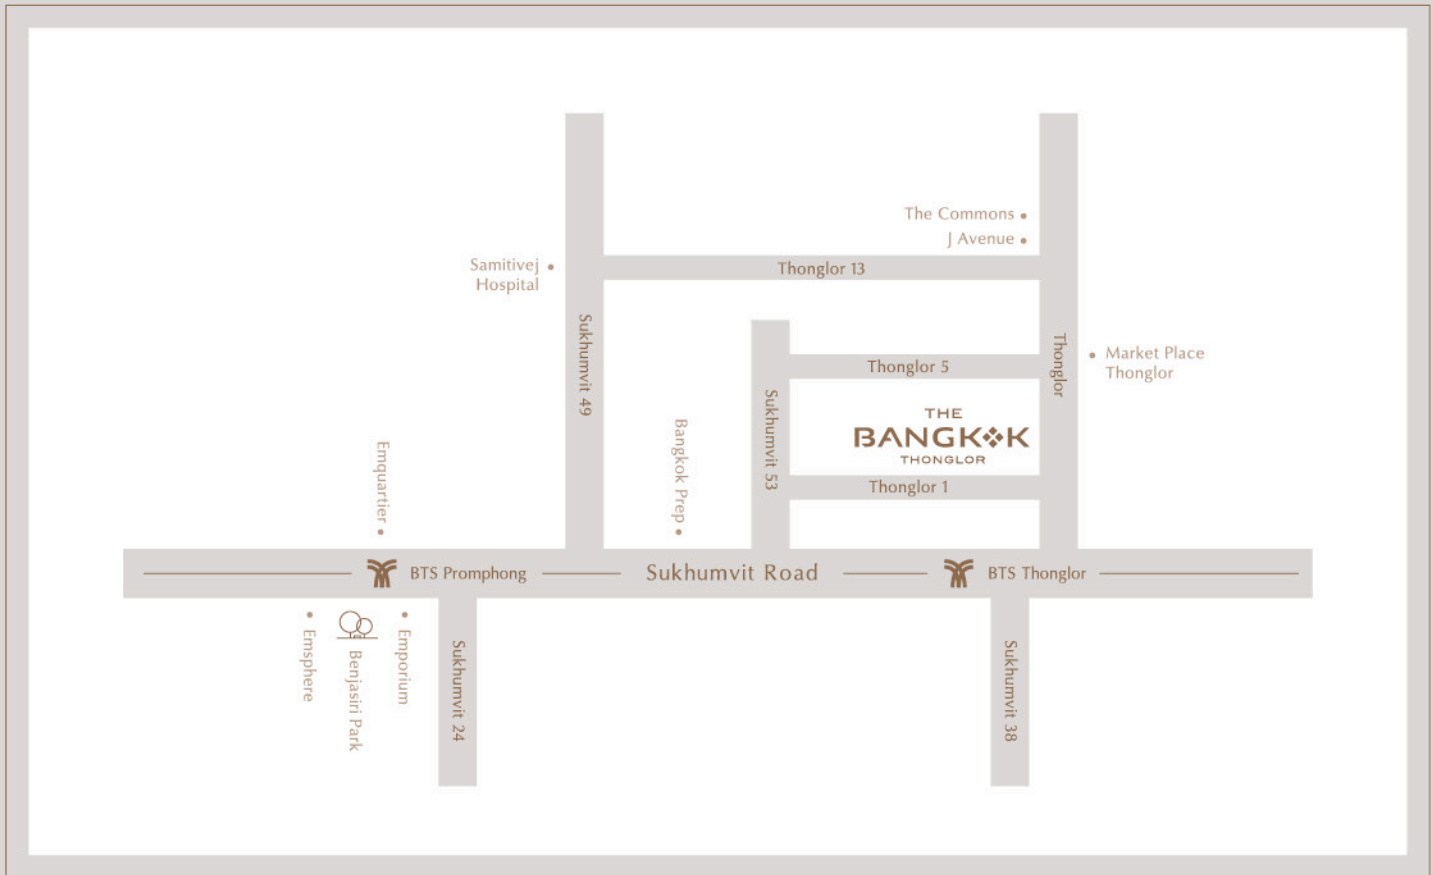 The Commons
J Avenue
Samitivej
Hospital
Thonglor 13
Sukhumvit 49
Thonglor
Market Place
Thonglor
Thonglor 5
Sukhumvit 53
THE
BANGKOK
THONGLOR
Thonglor 1
Bangkok Prep
Emquartier
BTS Promphong
Sukhumvit Road
BTS Thonglor
Emsphere
Benjasiri Park
Emporium
Sukhumvit 24
Sukhumvit 38